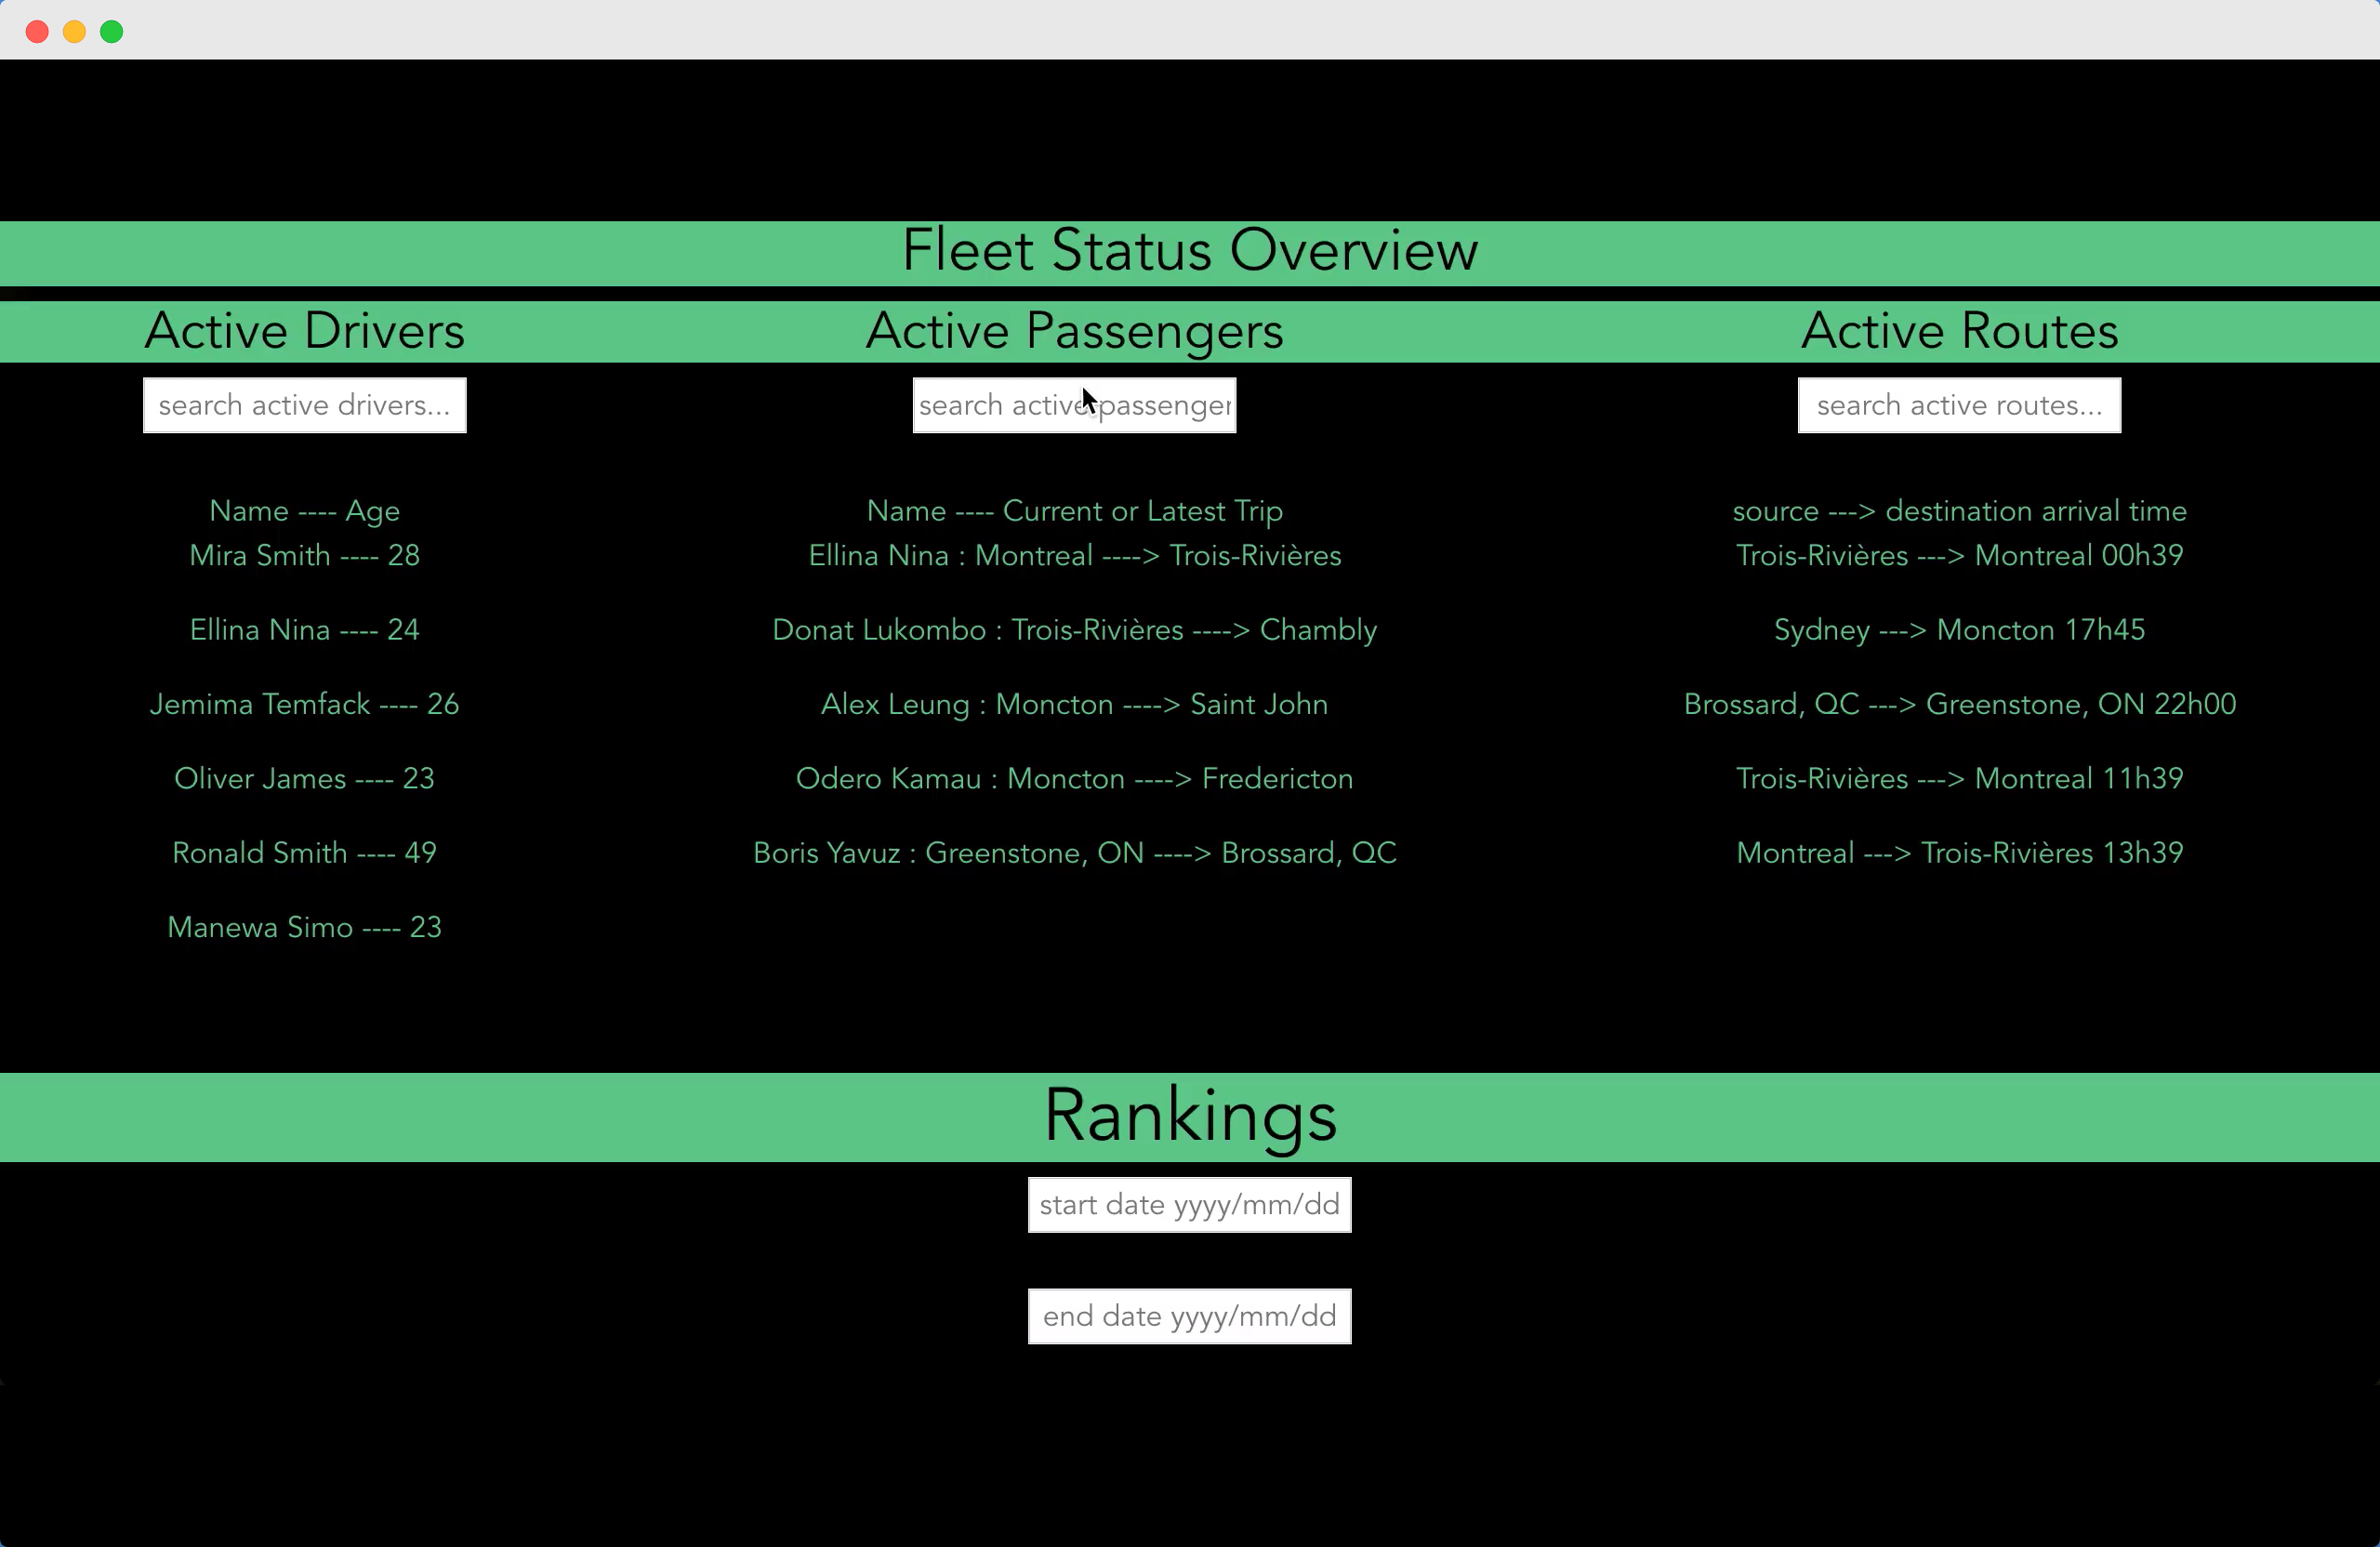 Fleet Status Overview
Active Drivers
search active drivers...
Name ---- Age
Mira Smith ---- 28
Ellina Nina ---- 24
Jemima Temfack ---- 26
Oliver James ---- 23
Ronald Smith ---- 49
Manewa Simo ---- 23
Active Passengers
search active passenger
Name ---- Current or Latest Trip
Ellina Nina : Montreal ----> Trois-Rivières
Donat Lukombo : Trois-Rivières ----> Chambly
Alex Leung : Moncton ----> Saint John
Odero Kamau : Moncton ----> Fredericton
Boris Yavuz : Greenstone, ON ----> Brossard, QC
Active Routes
search active routes...
source ---> destination arrival time
Trois-Rivières ---> Montreal 00h39
Sydney ---> Moncton 17h45
Brossard, QC ---> Greenstone, ON 22h00
Trois-Rivières ---> Montreal 11h39
Montreal ---> Trois-Rivières 13h39
Rankings
start date yyyy/mm/dd
end date yyyy/mm/dd